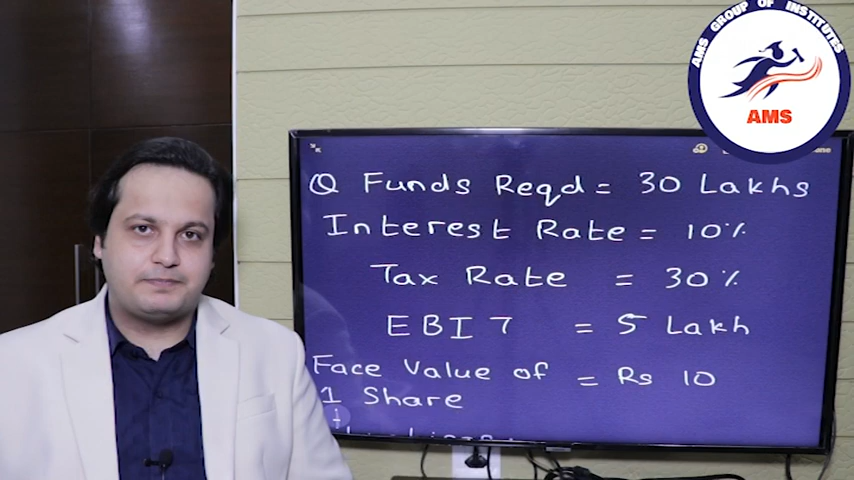 AMS GROUP OF INSTITUTES
AMS
Q Funds Reqd = 30 Lakhs
Interest Rate = 10%
Tax Rate = 30%
EBIT = 5 Lakh
Face Value of
1 Share
= Rs 10